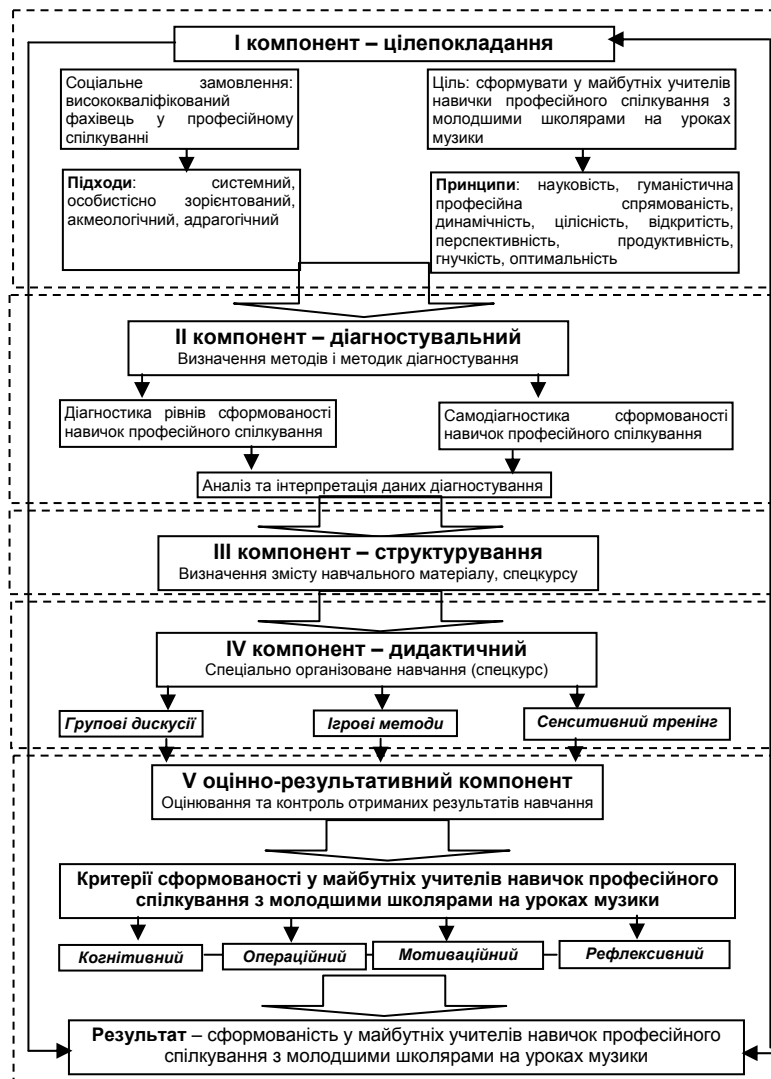 І компонент – цілепокладання
Соціальне замовлення:
висококваліфікований
фахівець у професійному
спілкуванні
Ціль: сформувати у майбутніх учителів
навички професійного спілкування з
молодшими школярами на уроках
музики
Підходи: системний,
особистісно зорієнтований,
акмеологічний, адрагогічний
Принципи: науковість, гуманістична
професійна спрямованість,
динамічність, цілісність, відкритість,
перспективність, продуктивність,
гнучкість, оптимальність
ІІ компонент – діагностувальний
Визначення методів і методик діагностування
Діагностика рівнів сформованості
навичок професійного спілкування
Самодіагностика сформованості
навичок професійного спілкування
Аналіз та інтерпретація даних діагностування
ІІІ компонент – структурування
Визначення змісту навчального матеріалу, спецкурсу
IV компонент – дидактичний
Спеціально організоване навчання (спецкурс)
Групові дискусії
Ігрові методи
Сенситивний тренінг
V оцінно-результативний компонент
Оцінювання та контроль отриманих результатів навчання
Критерії сформованості у майбутніх учителів навичок професійного
спілкування з молодшими школярами на уроках музики
Когнітивний
Операційний
Мотиваційний
Рефлексивний
Результат – сформованість у майбутніх учителів навичок професійного
спілкування з молодшими школярами на уроках музики